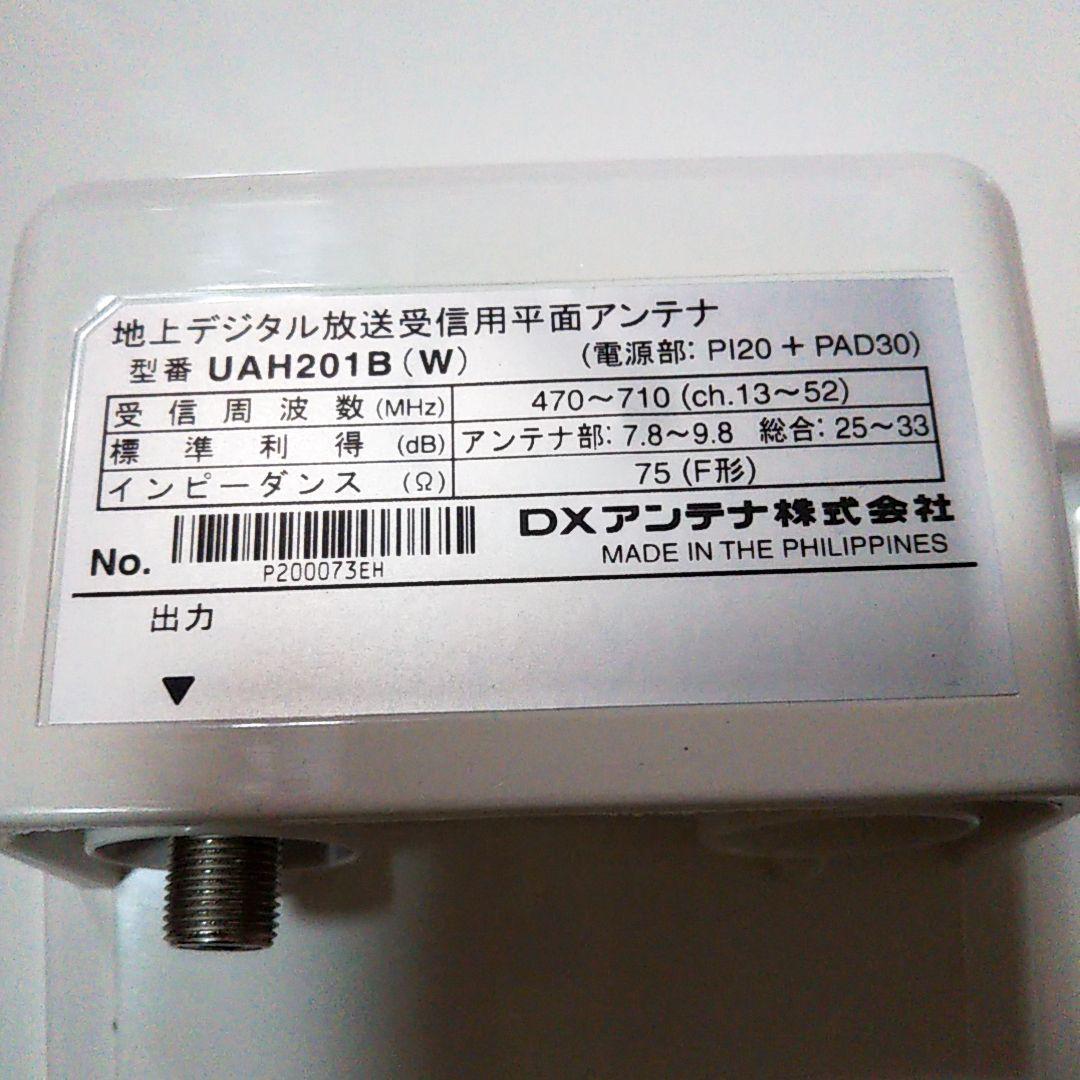 地上デジタル放送受信用平面アンテナ
型番 UAH201B(W) (電源部: PI20 + PAD30)
受信周波数(MHz) 470～710 (ch.13～52)
標準利得 (dB) アンテナ部: 7.8～9.8 総合: 25～33
インピーダンス (Ω) 75 (F形)
No. P200073EH
DXアンテナ株式会社
MADE IN THE PHILIPPINES
出力
▼